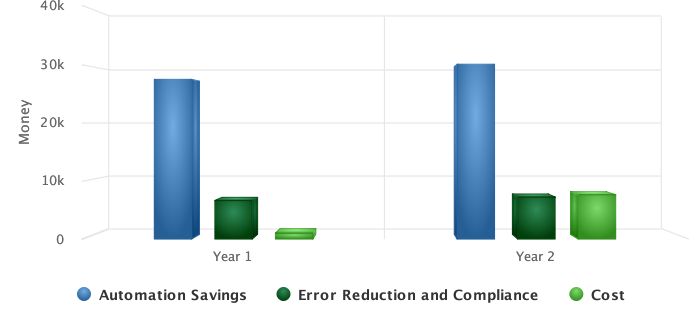 40k
30k
20k
10k
0
Money
Year 1
Year 2
Automation Savings
Error Reduction and Compliance
Cost